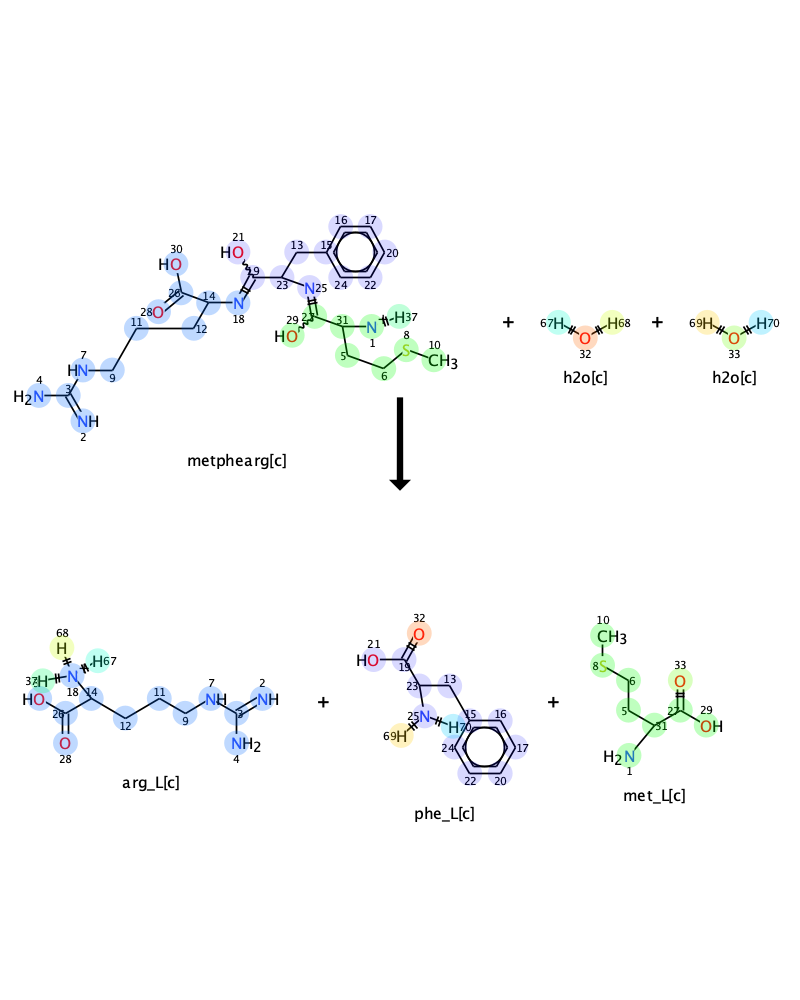 30
HO
21
HO
16 17
13 15 20
26 14 19 23 24 22
28O N 18
N25
11 12
29 27 31 H37
HO N 1
8
S 10
CH3
5 6
7
HN 9
4
H2N 3
NH
2
metphearg[c]
+
67H H68
O
32
h2o[c]
+
69H H70
O
33
h2o[c]
68
H
H67
37H N
18
HO 14 11 7
NH
2
NH
26 12 9 3
O
28
NH2
4
arg_L[c]
+
32
O
21
HO 19
23 13
25N
69H H70
15 16
24 17
22 20
phe_L[c]
+
10
CH3
8S
6
33
O
5 27 29
OH
31
H2N
1
met_L[c]